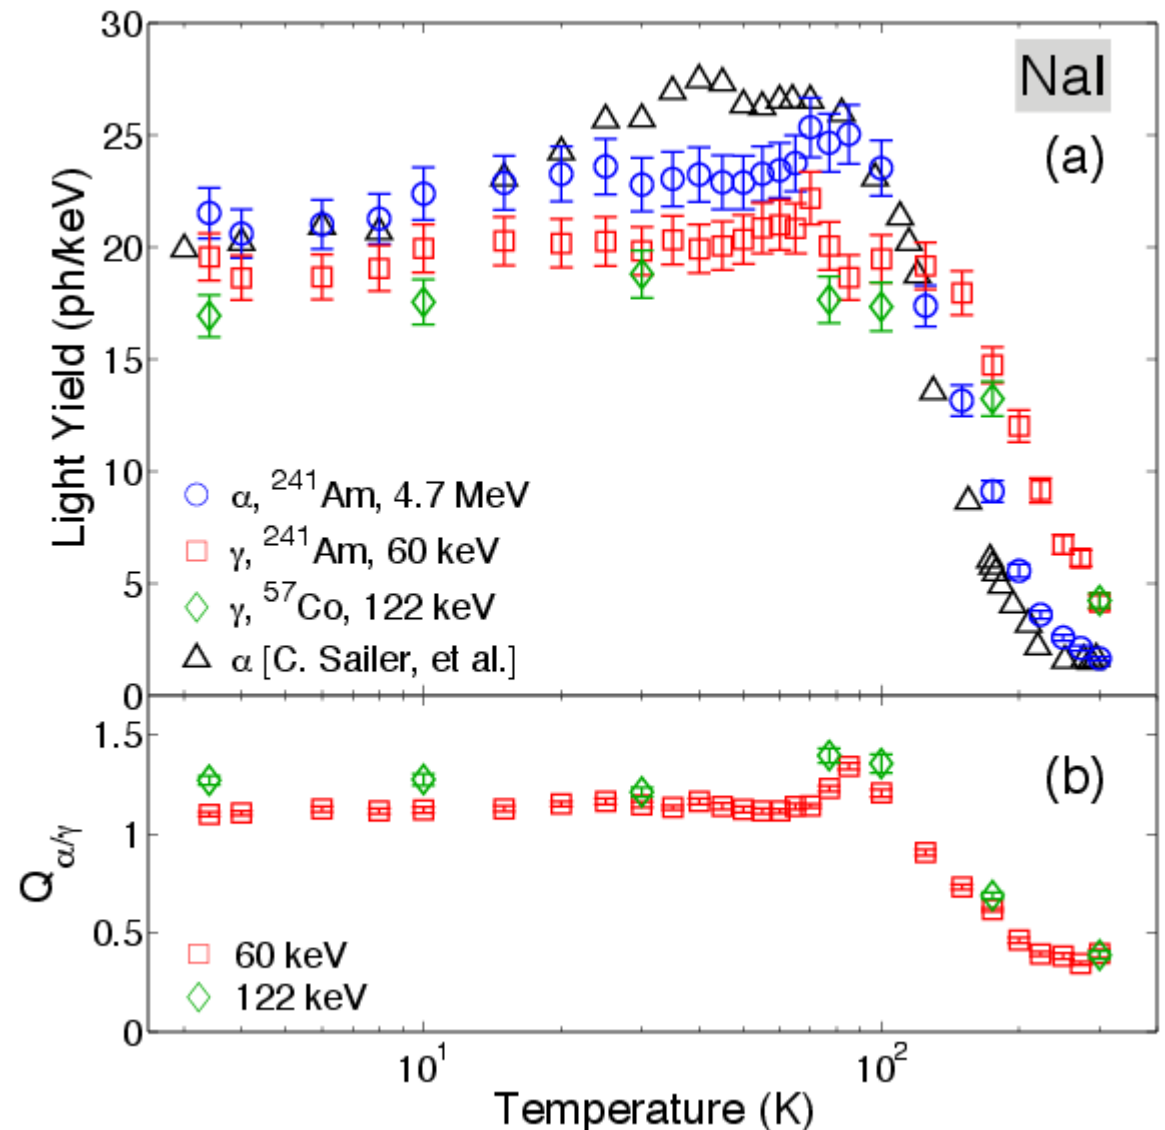 30
25
20
15
10
5
0
Light Yield (ph/keV)
NaI
(a)
α, ²⁴¹Am, 4.7 MeV
γ, ²⁴¹Am, 60 keV
γ, ⁵⁷Co, 122 keV
α [C. Sailer, et al.]
1.5
1
0.5
0
Q α/γ
(b)
60 keV
122 keV
10¹
10²
Temperature (K)